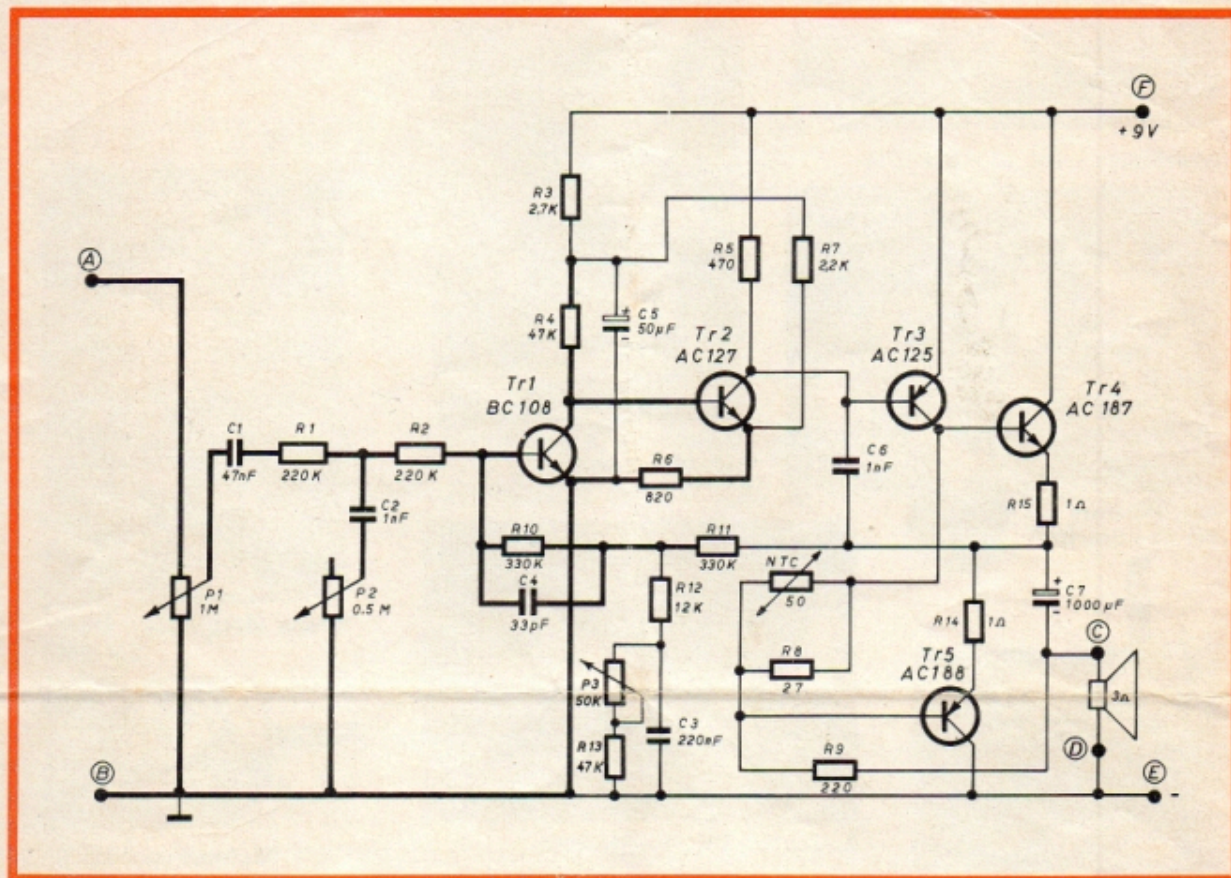 F
+9V
R3
2,7K
A
R5
470
R7
2,2K
R4
47K
+
C5
50µF
-
Tr2
AC127
Tr3
AC125
Tr4
AC187
Tr1
BC108
C1
47nF
R1
220K
R2
220K
C2
1nF
R6
820
C6
1nF
R15
1Ω
R10
330K
R11
330K
C4
33pF
NTC
50
R12
12K
P1
1M
P2
0.5M
R14
1Ω
+
C7
1000µF
-
C
R8
27
Tr5
AC188
P3
50K
3Ω
C3
220nF
R13
47K
R9
220
D
B
E
-